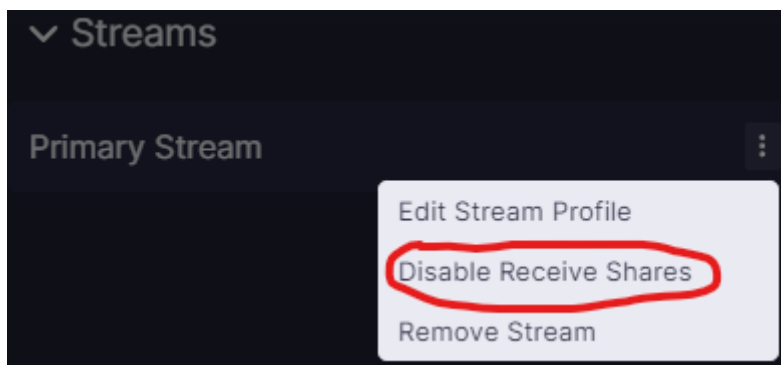 Streams
Primary Stream
Edit Stream Profile
Disable Receive Shares
Remove Stream